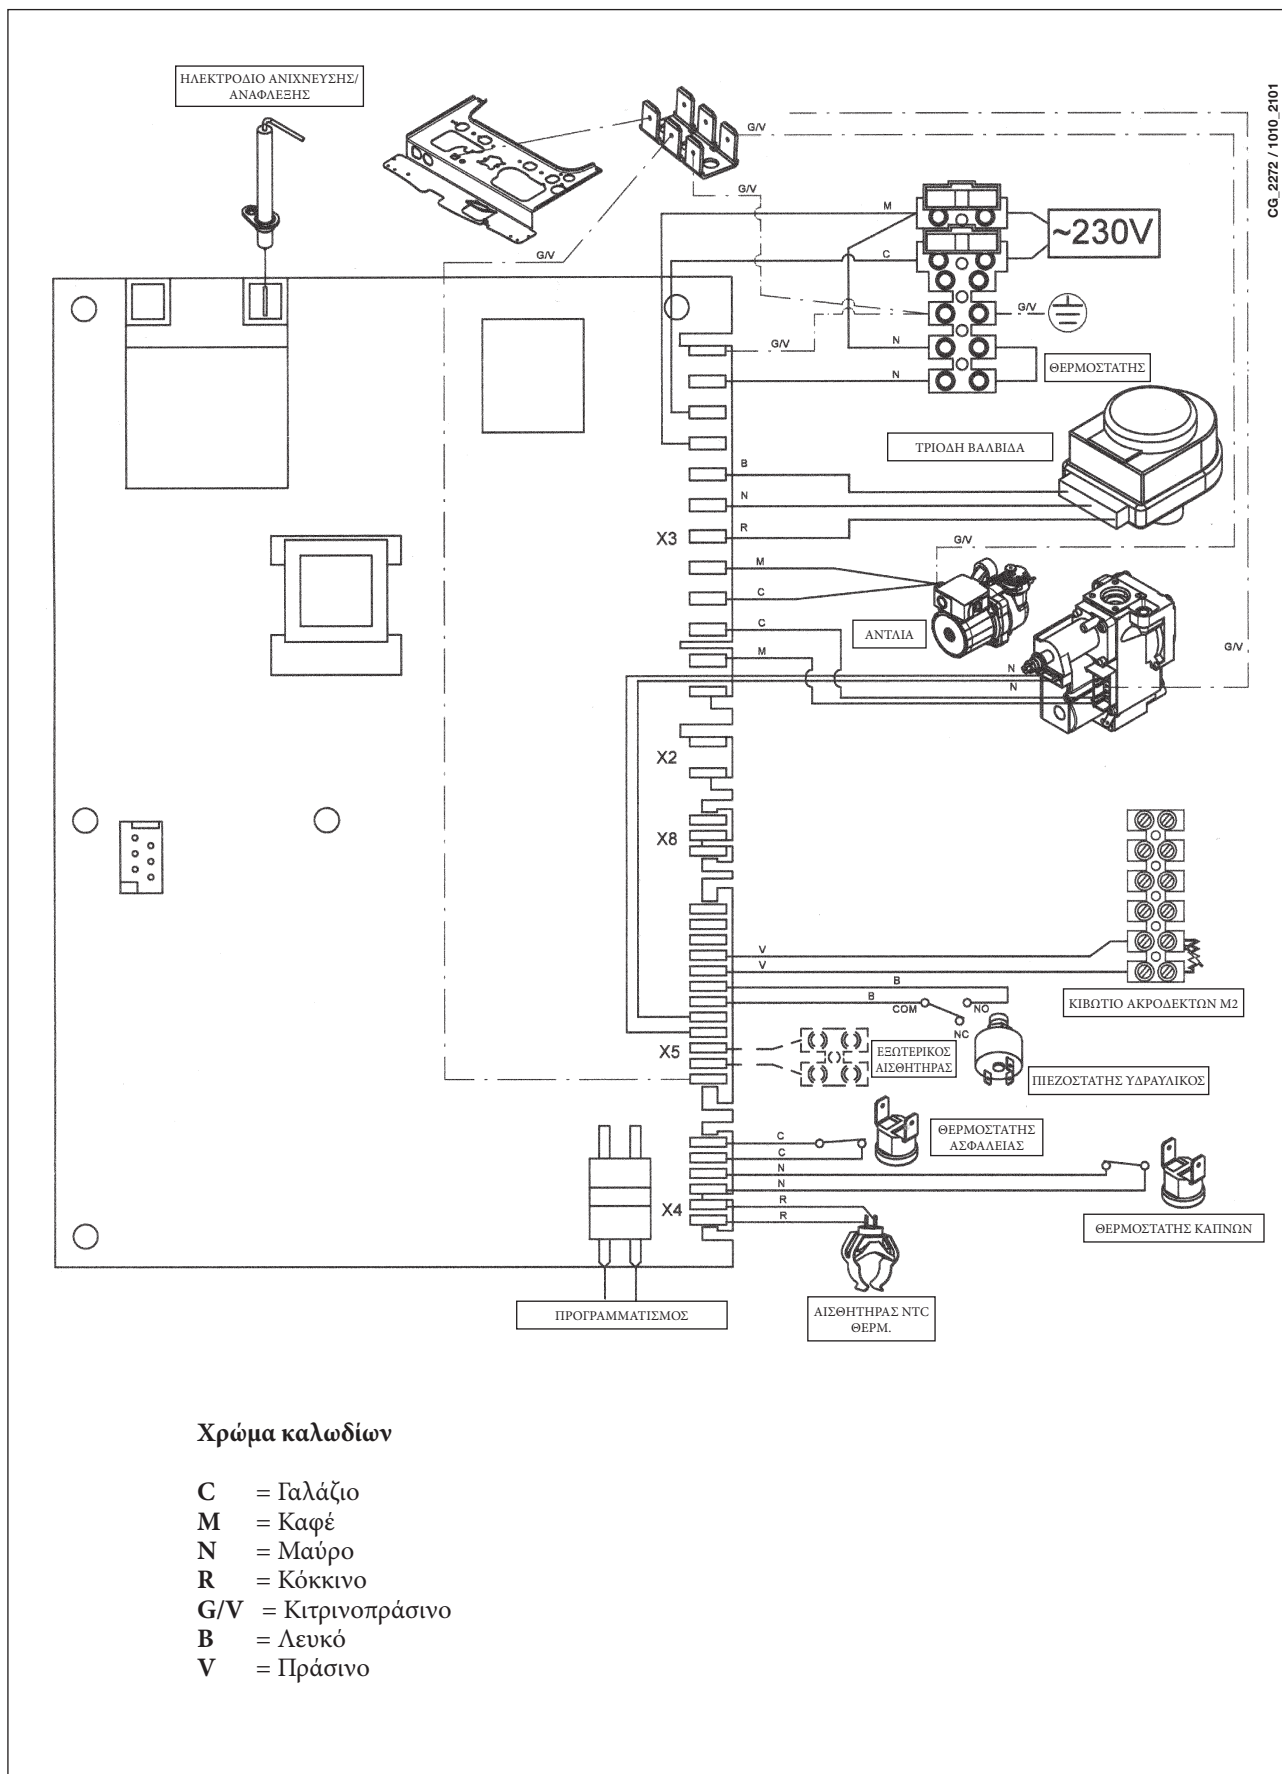 CG_2272 / 1010_2101
ΗΛΕΚΤΡΟΔΙΟ ΑΝΙΧΝΕΥΣΗΣ/
ΑΝΑΦΛΕΞΗΣ
G/V
G/V
G/V
M
~230V
C
G/V
G/V
N
ΘΕΡΜΟΣΤΑΤΗΣ
N
ΤΡΙΟΔΗ ΒΑΛΒΙΔΑ
B
N
R
X3
G/V
M
C
C
ΑΝΤΛΙΑ
M
G/V
N
N
X2
X8
V
V
B
B
COM
NO
NC
ΚΙΒΩΤΙΟ ΑΚΡΟΔΕΚΤΩΝ M2
X5
ΕΞΩΤΕΡΙΚΟΣ
ΑΙΣΘΗΤΗΡΑΣ
ΠΙΕΖΟΣΤΑΤΗΣ ΥΔΡΑΥΛΙΚΟΣ
C
C
ΘΕΡΜΟΣΤΑΤΗΣ
ΑΣΦΑΛΕΙΑΣ
N
N
R
X4
R
ΘΕΡΜΟΣΤΑΤΗΣ ΚΑΠΝΩΝ
ΠΡΟΓΡΑΜΜΑΤΙΣΜΟΣ
ΑΙΣΘΗΤΗΡΑΣ NTC
ΘΕΡΜ.
Χρώμα καλωδίων
C = Γαλάζιο
M = Καφέ
N = Μαύρο
R = Κόκκινο
G/V = Κιτρινοπράσινο
B = Λευκό
V = Πράσινο